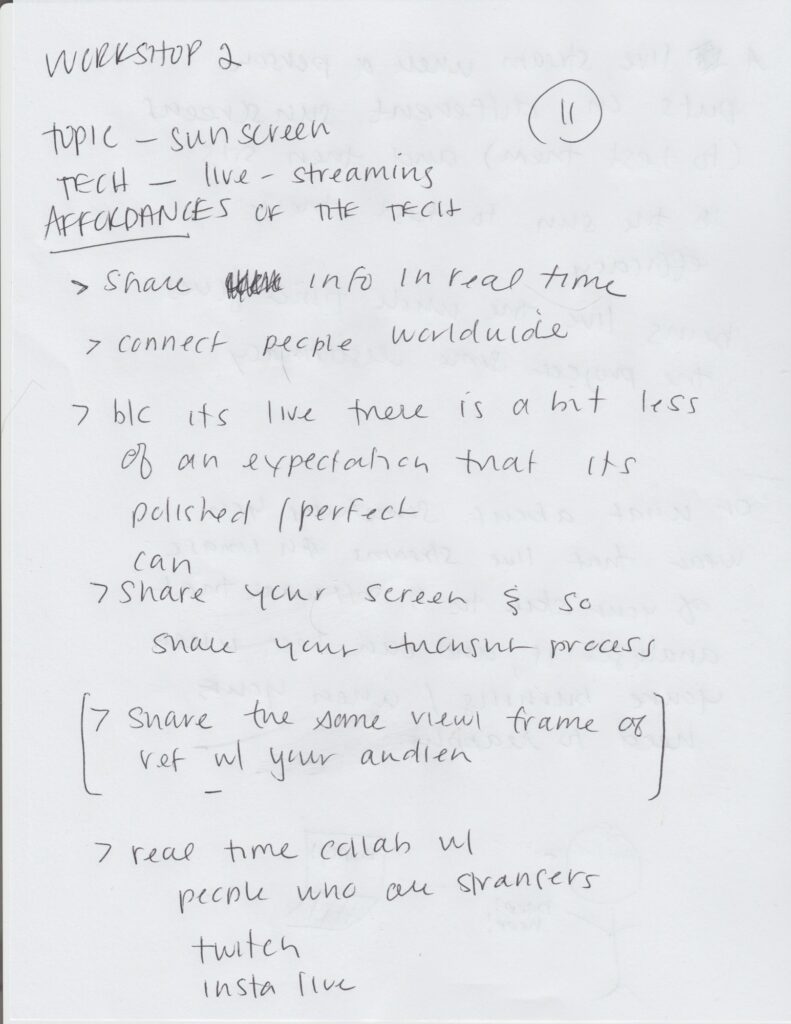 WORKSHOP 2
11
topic – sunscreen
TECH – live-streaming
AFFORDANCES OF THE TECH
> share info in real time
> connect people worldwide
> b/c its live there is a bit less
of an expectation that its
polished / perfect
can
> share your screen & so
share your thought process
[> share the same view/ frame of
ref w/ your audien]
> real time collab w/
people who are strangers
twitch
insta live